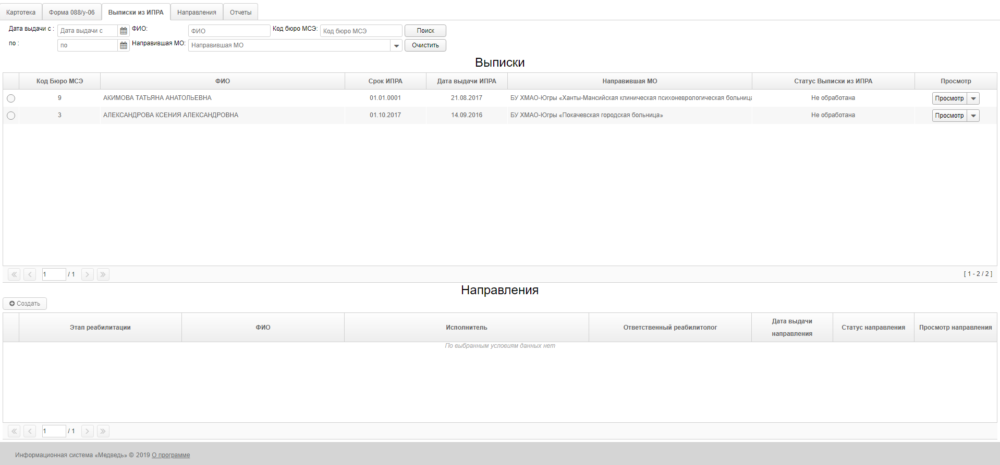 Картотека Форма 088/у-06 Выписки из ИПРА Направления Отчеты
Дата выдачи с : Дата выдачи с ФИО: ФИО Код бюро МСЭ: Код бюро МСЭ Поиск
по : по Направившая МО: Направившая МО Очистить
Выписки
Код Бюро МСЭ ФИО Срок ИПРА Дата выдачи ИПРА Направившая МО Статус Выписки из ИПРА Просмотр
9 АКИМОВА ТАТЬЯНА АНАТОЛЬЕВНА 01.01.0001 21.08.2017 БУ ХМАО-Югры «Ханты-Мансийская клиническая психоневрологическая больница Не обработана Просмотр
3 АЛЕКСАНДРОВА КСЕНИЯ АЛЕКСАНДРОВНА 01.10.2017 14.09.2016 БУ ХМАО-Югры «Покачевская городская больница» Не обработана Просмотр
1 / 1 [ 1 - 2 / 2 ]
Направления
Создать
Этап реабилитации ФИО Исполнитель Ответственный реабилитолог Дата выдачи направления Статус направления Просмотр направления
По выбранным условиям данных нет
1 / 1
Информационная система «Медведь» © 2019 О программе